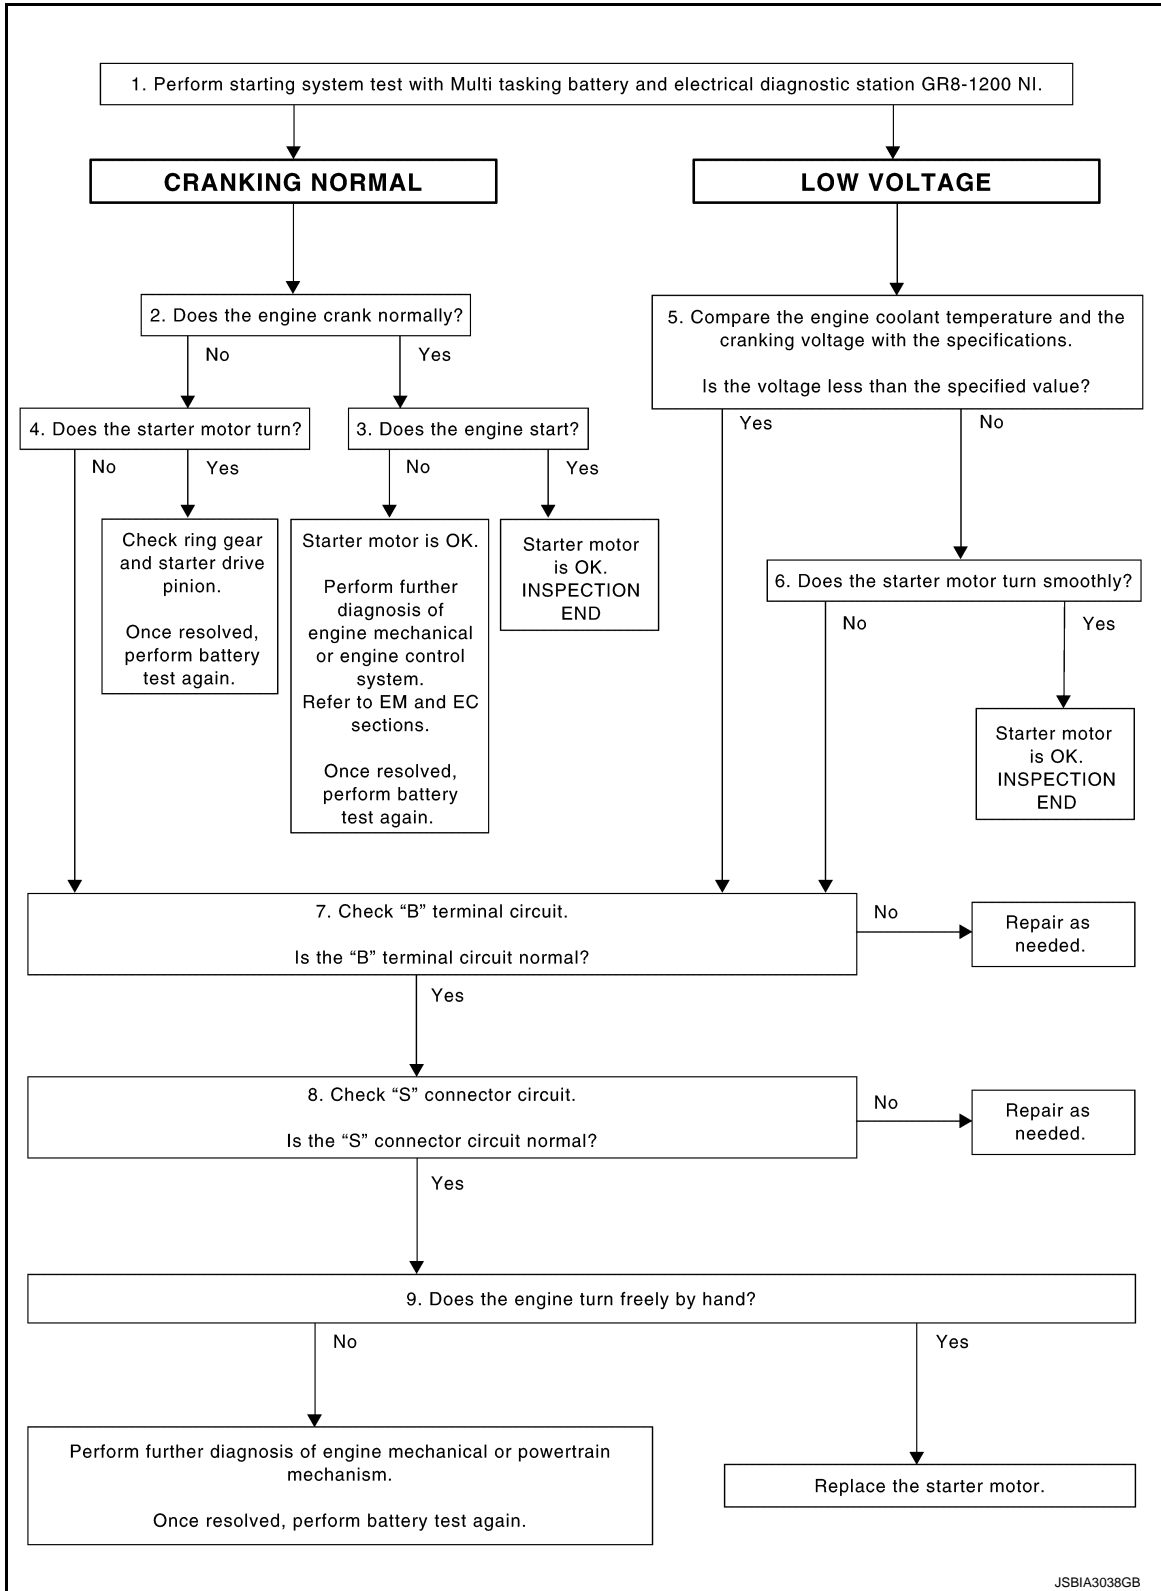 1. Perform starting system test with Multi tasking battery and electrical diagnostic station GR8-1200 NI.
CRANKING NORMAL
LOW VOLTAGE
2. Does the engine crank normally?
No
Yes
5. Compare the engine coolant temperature and the
cranking voltage with the specifications.
Is the voltage less than the specified value?
Yes
No
4. Does the starter motor turn?
No
Yes
3. Does the engine start?
No
Yes
Check ring gear
and starter drive
pinion.
Once resolved,
perform battery
test again.
Starter motor is OK.
Perform further
diagnosis of
engine mechanical
or engine control
system.
Refer to EM and EC
sections.
Once resolved,
perform battery
test again.
Starter motor
is OK.
INSPECTION
END
6. Does the starter motor turn smoothly?
No
Yes
Starter motor
is OK.
INSPECTION
END
7. Check “B” terminal circuit.
Is the “B” terminal circuit normal?
No
Repair as
needed.
Yes
8. Check “S” connector circuit.
Is the “S” connector circuit normal?
No
Repair as
needed.
Yes
9. Does the engine turn freely by hand?
No
Yes
Perform further diagnosis of engine mechanical or powertrain
mechanism.
Once resolved, perform battery test again.
Replace the starter motor.
JSBIA3038GB